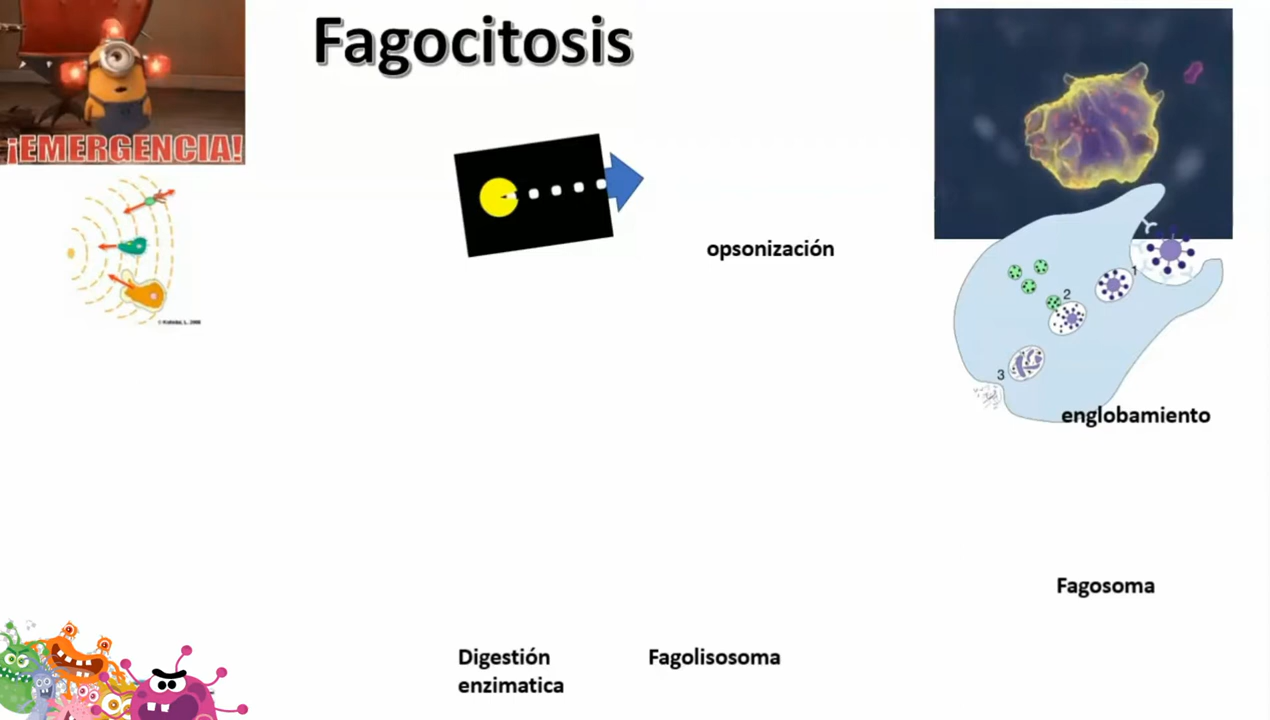 Fagocitosis
¡EMERGENCIA!
opsonización
1
2
3
englobamiento
Fagosoma
Digestión
enzimatica
Fagolisosoma